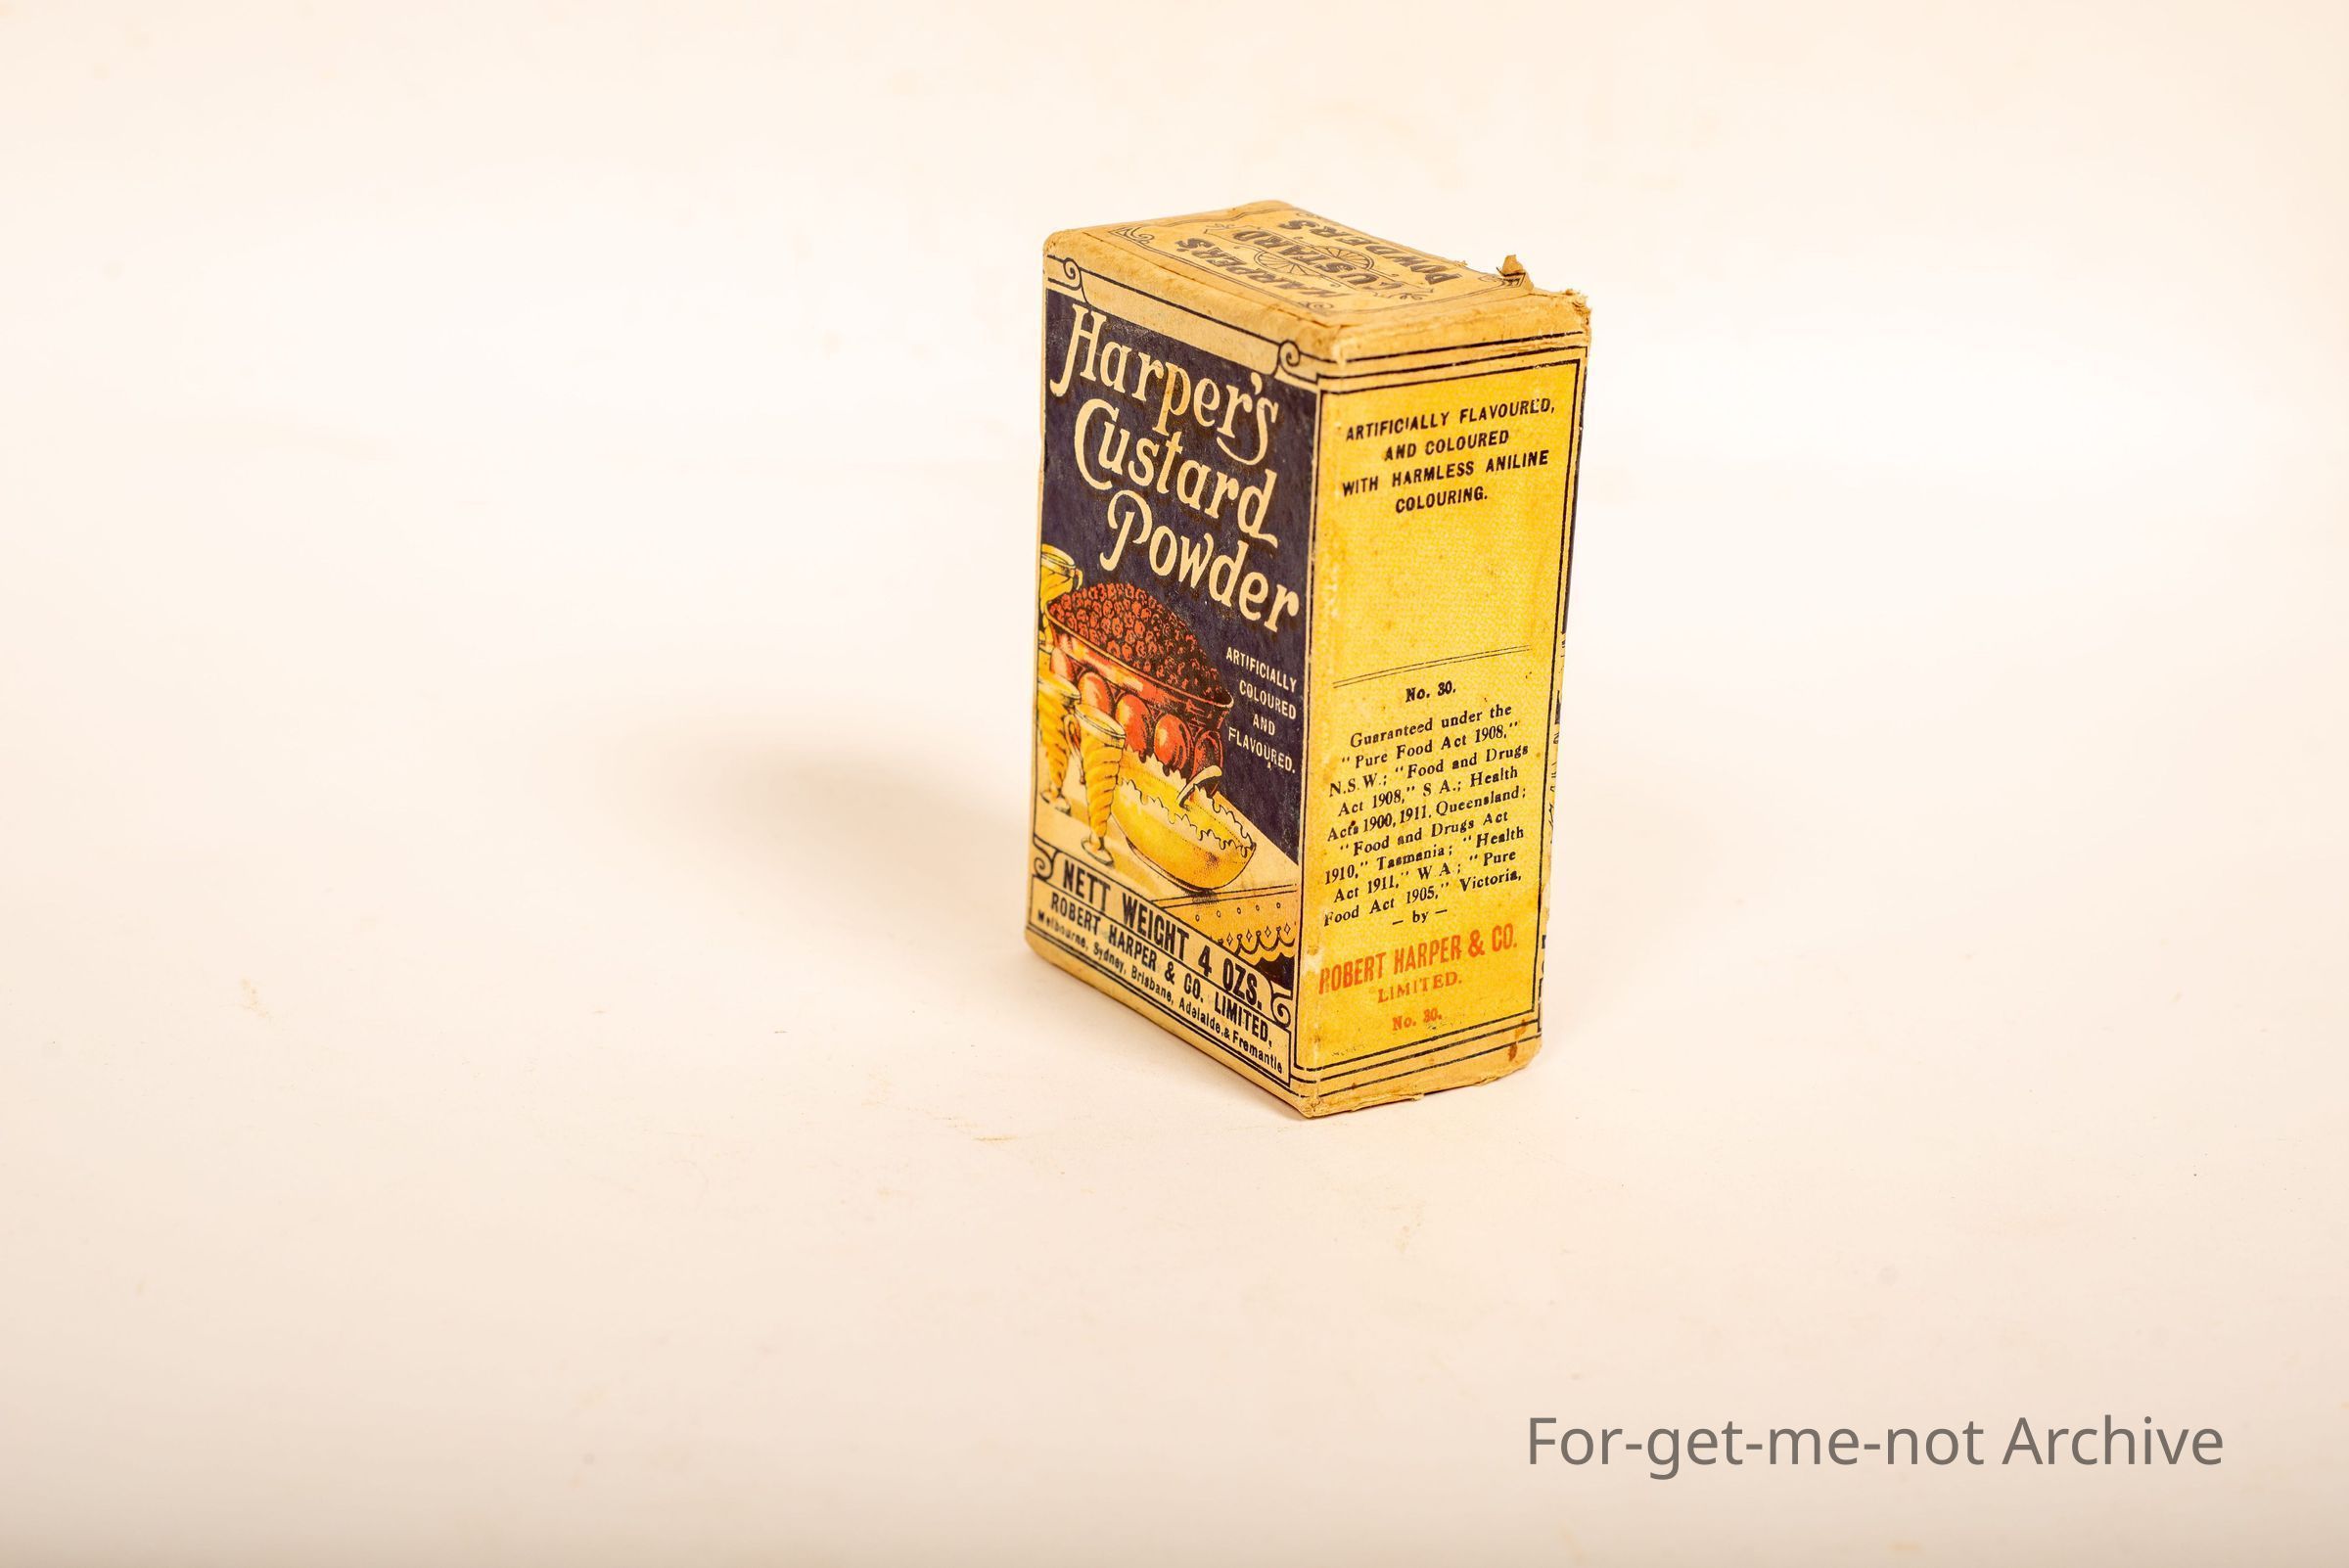 HARPER'S
CUSTARD
POWDERS
Harper's
Custard
Powder
ARTIFICIALLY
COLOURED
AND
FLAVOURED.
NETT WEIGHT 4 OZS.
ROBERT HARPER & CO. LIMITED,
Melbourne, Sydney, Brisbane, Adelaide & Fremantle
ARTIFICIALLY FLAVOURED,
AND COLOURED
WITH HARMLESS ANILINE
COLOURING.
No. 30.
Guaranteed under the
"Pure Food Act 1908,"
N.S.W.; "Food and Drugs
Act 1908," S A.; Health
Acts 1900, 1911, Queensland;
"Food and Drugs Act
1910," Tasmania; "Health
Act 1911," W A.; "Pure
Food Act 1905," Victoria,
— by —
ROBERT HARPER & CO.
LIMITED.
No. 30.
For-get-me-not Archive